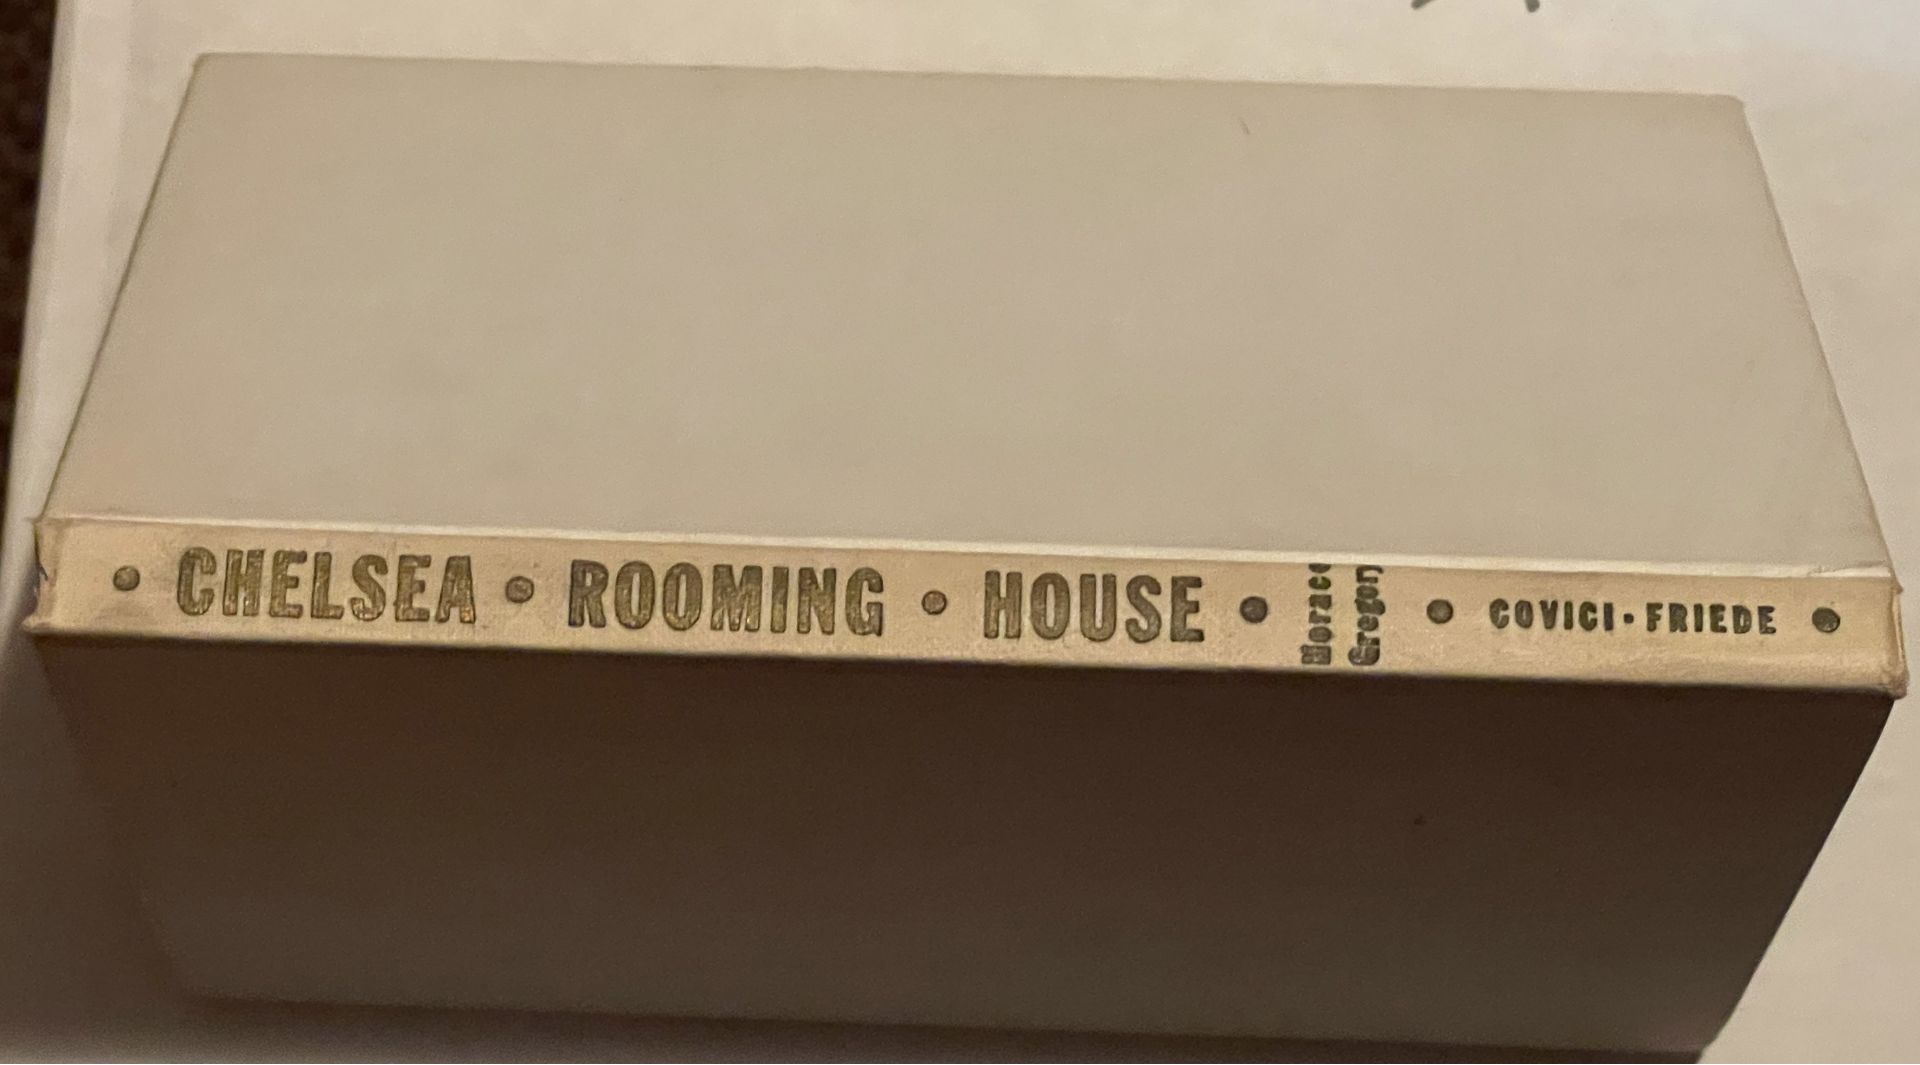 • CHELSEA • ROOMING • HOUSE •
Horace
Gregory
• COVICI • FRIEDE •